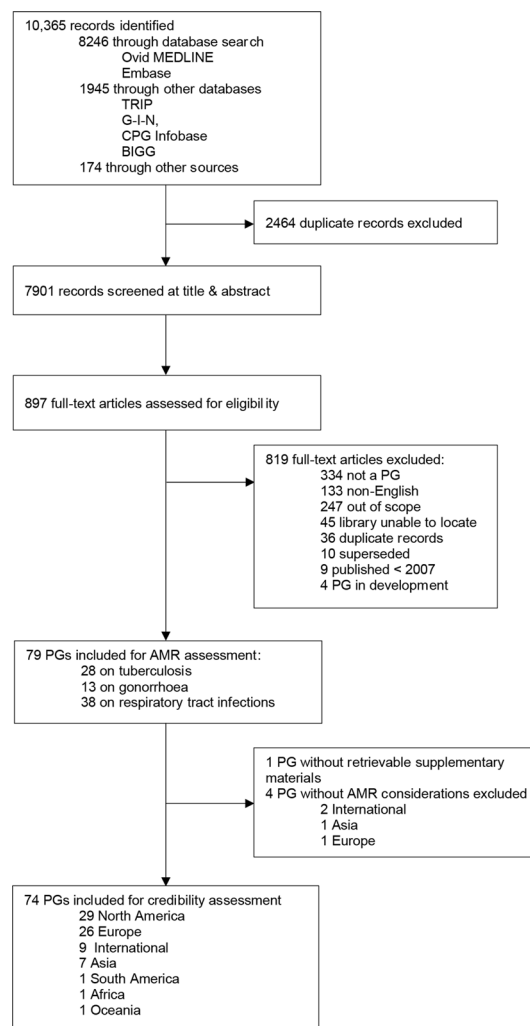 10,365 records identified
8246 through database search
Ovid MEDLINE
Embase
1945 through other databases
TRIP
G-I-N,
CPG Infobase
BIGG
174 through other sources
2464 duplicate records excluded
7901 records screened at title & abstract
897 full-text articles assessed for eligibility
819 full-text articles excluded:
334 not a PG
133 non-English
247 out of scope
45 library unable to locate
36 duplicate records
10 superseded
9 published < 2007
4 PG in development
79 PGs included for AMR assessment:
28 on tuberculosis
13 on gonorrhoea
38 on respiratory tract infections
1 PG without retrievable supplementary
materials
4 PG without AMR considerations excluded
2 International
1 Asia
1 Europe
74 PGs included for credibility assessment
29 North America
26 Europe
9 International
7 Asia
1 South America
1 Africa
1 Oceania